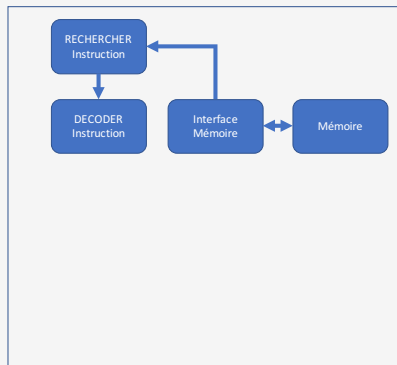 RECHERCHER
Instruction
DECODER
Instruction
Interface
Mémoire
Mémoire